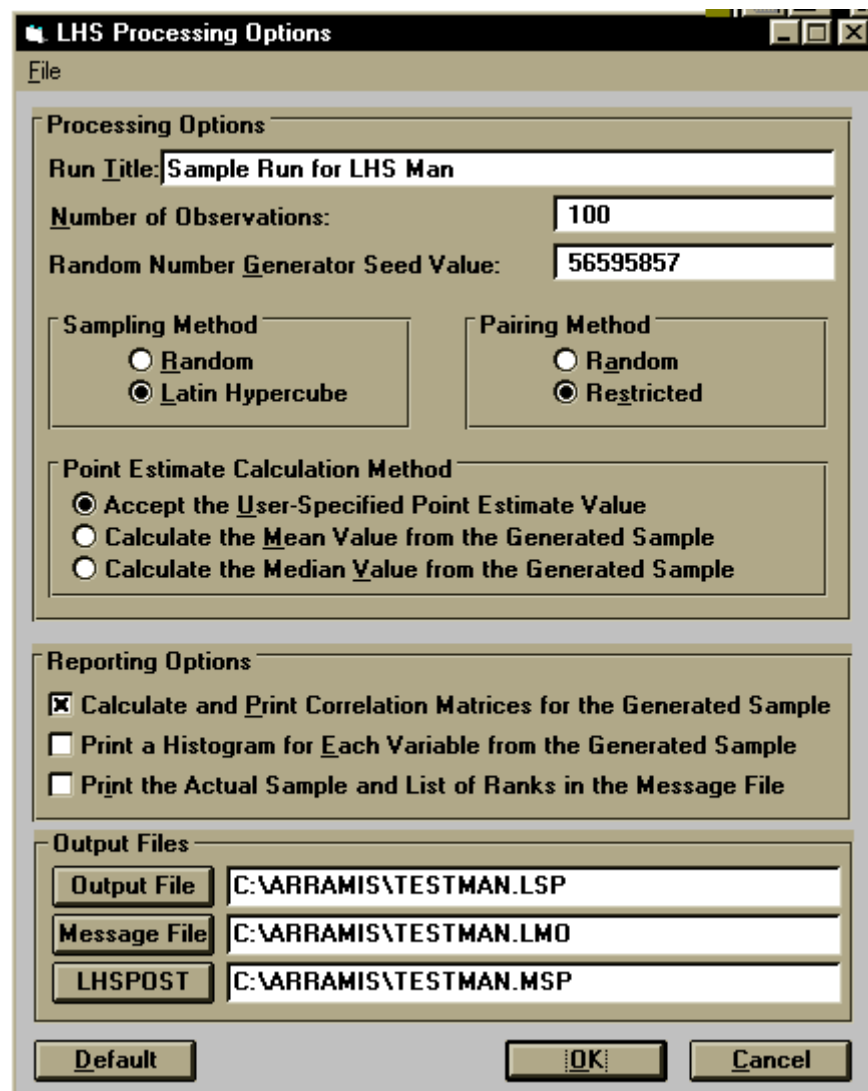 LHS Processing Options
File
Processing Options
Run Title: Sample Run for LHS Man
Number of Observations: 100
Random Number Generator Seed Value: 56595857
Sampling Method
Random
Latin Hypercube
Pairing Method
Random
Restricted
Point Estimate Calculation Method
Accept the User-Specified Point Estimate Value
Calculate the Mean Value from the Generated Sample
Calculate the Median Value from the Generated Sample
Reporting Options
Calculate and Print Correlation Matrices for the Generated Sample
Print a Histogram for Each Variable from the Generated Sample
Print the Actual Sample and List of Ranks in the Message File
Output Files
Output File C:\ARRAMIS\TESTMAN.LSP
Message File C:\ARRAMIS\TESTMAN.LMO
LHSPOST C:\ARRAMIS\TESTMAN.MSP
Default OK Cancel